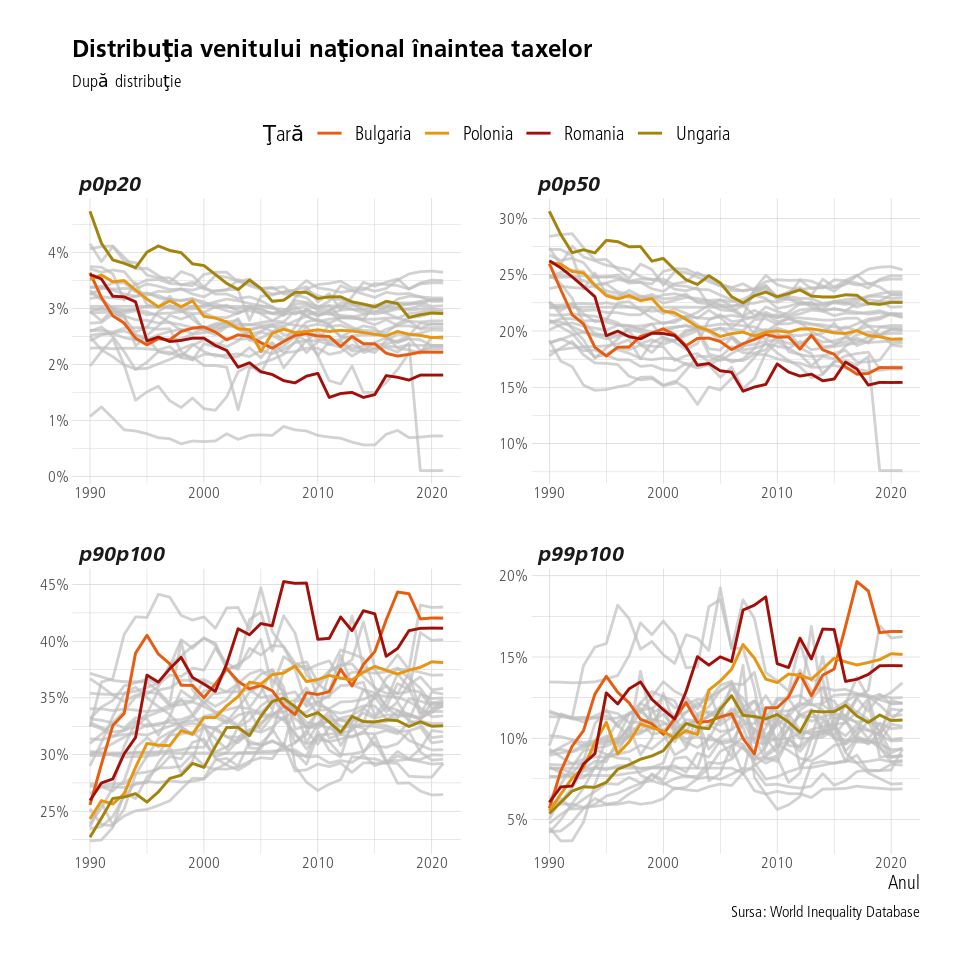 Distribuţia venitului naţional înaintea taxelor
După distribuţie
Ţară Bulgaria Polonia Romania Ungaria
p0p20 p0p50
4%
3%
2%
1%
0%
1990 2000 2010 2020
30%
25%
20%
15%
10%
1990 2000 2010 2020
p90p100 p99p100
45%
40%
35%
30%
25%
1990 2000 2010 2020
20%
15%
10%
5%
1990 2000 2010 2020
Anul
Sursa: World Inequality Database